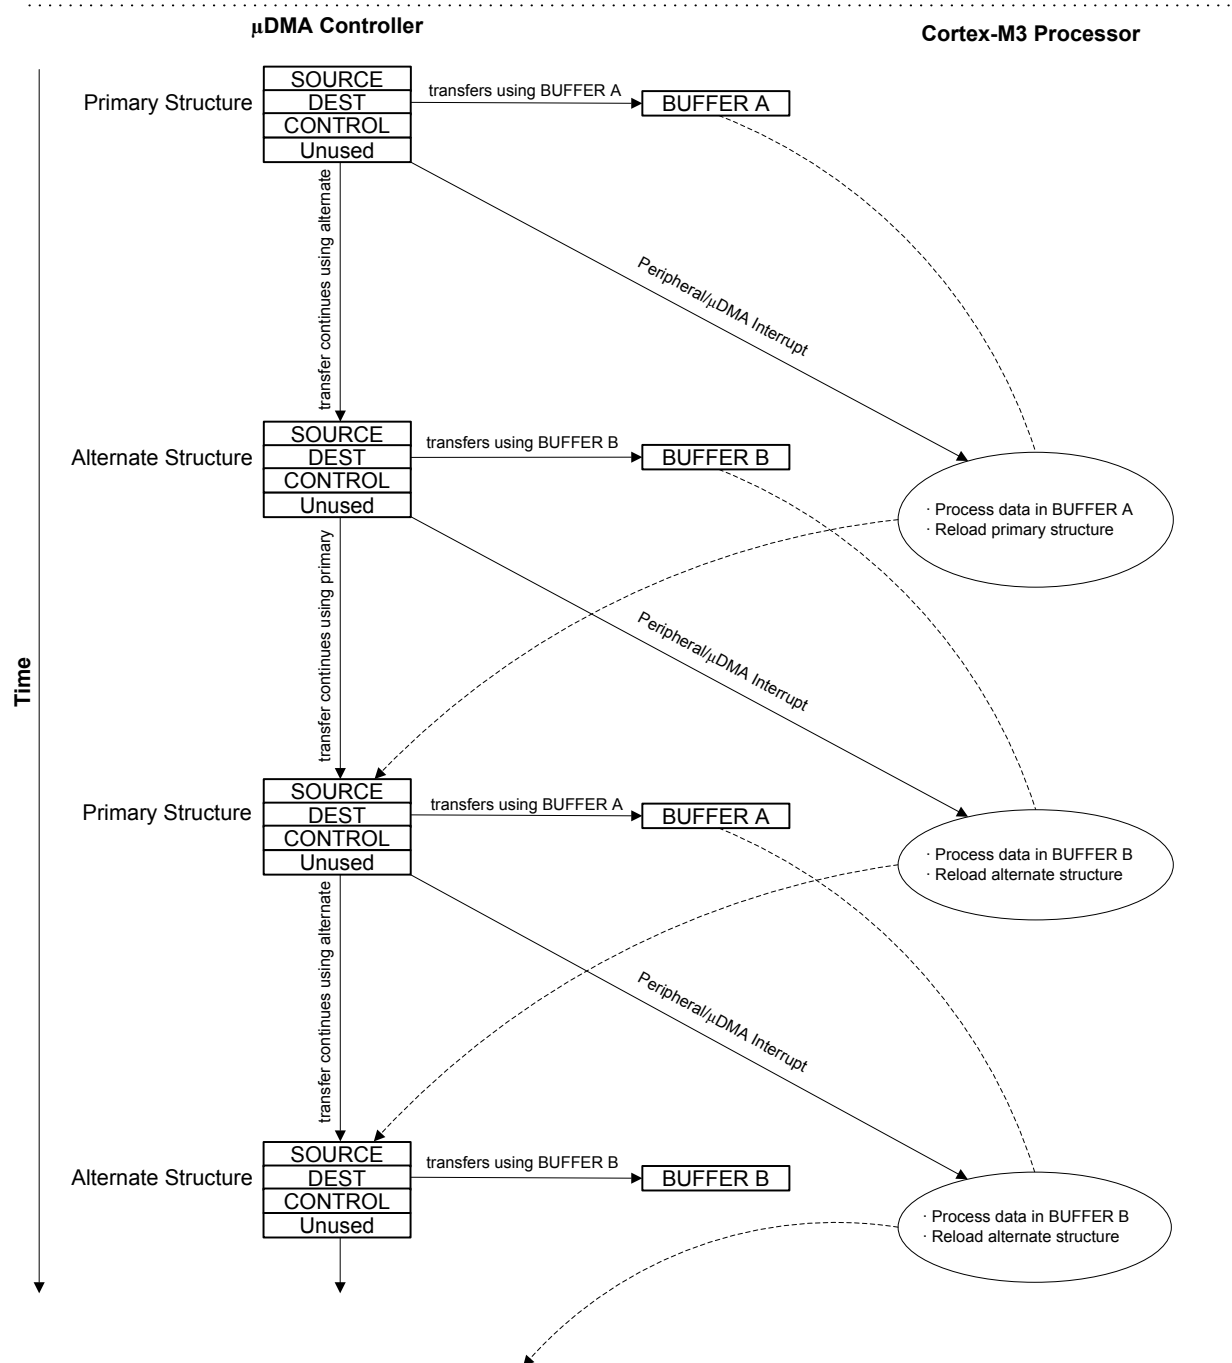 μDMA Controller
Cortex-M3 Processor
Time
Primary Structure
SOURCE
DEST
CONTROL
Unused
transfers using BUFFER A
BUFFER A
transfer continues using alternate
Peripheral/μDMA Interrupt
Alternate Structure
SOURCE
DEST
CONTROL
Unused
transfers using BUFFER B
BUFFER B
· Process data in BUFFER A
· Reload primary structure
transfer continues using primary
Peripheral/μDMA Interrupt
Primary Structure
SOURCE
DEST
CONTROL
Unused
transfers using BUFFER A
BUFFER A
· Process data in BUFFER B
· Reload alternate structure
transfer continues using alternate
Peripheral/μDMA Interrupt
Alternate Structure
SOURCE
DEST
CONTROL
Unused
transfers using BUFFER B
BUFFER B
· Process data in BUFFER B
· Reload alternate structure